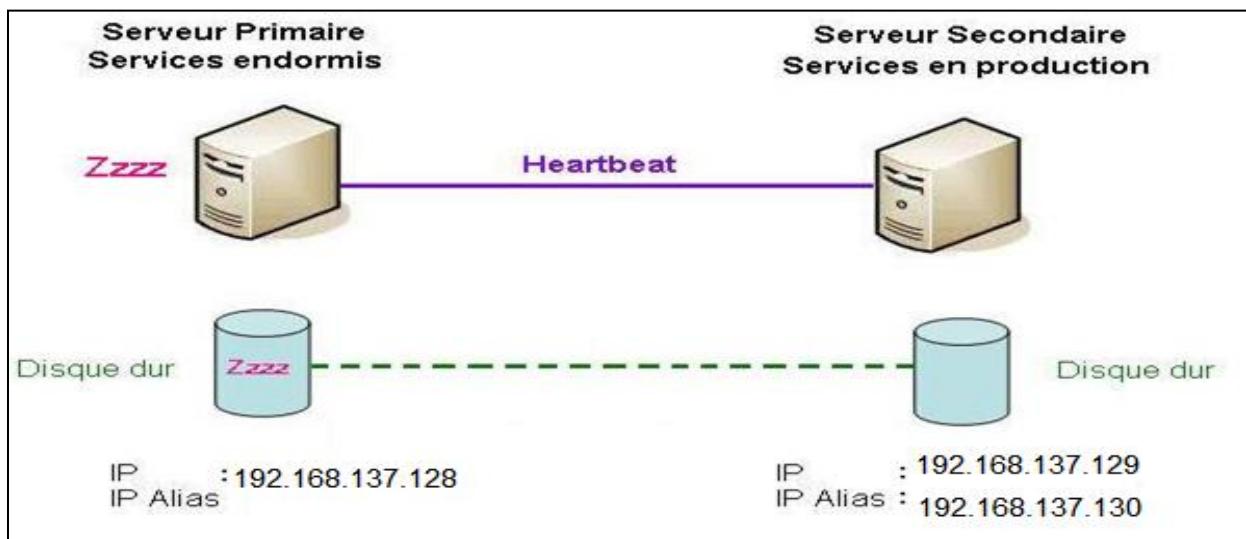 Serveur Primaire
Services endormis
Serveur Secondaire
Services en production
Zzzz
Heartbeat
Disque dur
Zzzz
Disque dur
IP : 192.168.137.128
IP Alias
IP : 192.168.137.129
IP Alias : 192.168.137.130